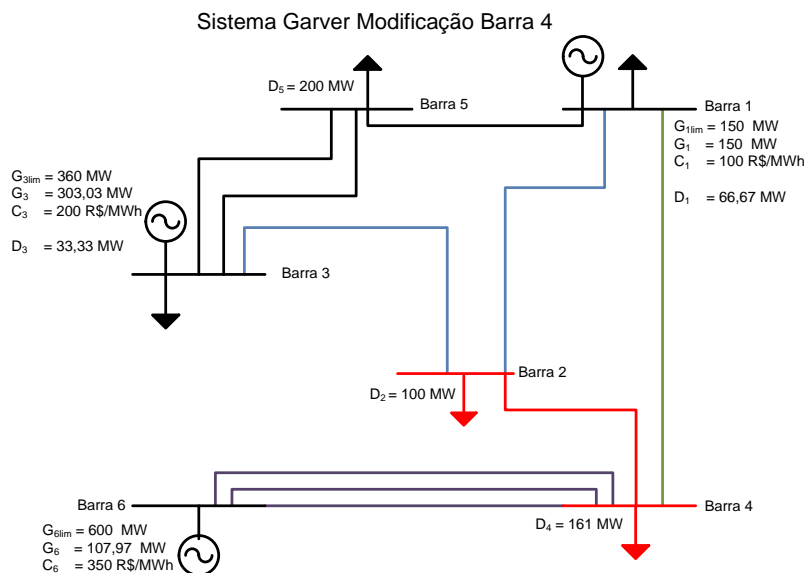 Sistema Garver Modificação Barra 4
D₅ = 200 MW
Barra 5
Barra 1
G₁lim = 150 MW
G₁ = 150 MW
C₁ = 100 R$/MWh
D₁ = 66,67 MW
G₃lim = 360 MW
G₃ = 303,03 MW
C₃ = 200 R$/MWh
D₃ = 33,33 MW
Barra 3
Barra 2
D₂ = 100 MW
Barra 6
Barra 4
D₄ = 161 MW
G₆lim = 600 MW
G₆ = 107,97 MW
C₆ = 350 R$/MWh